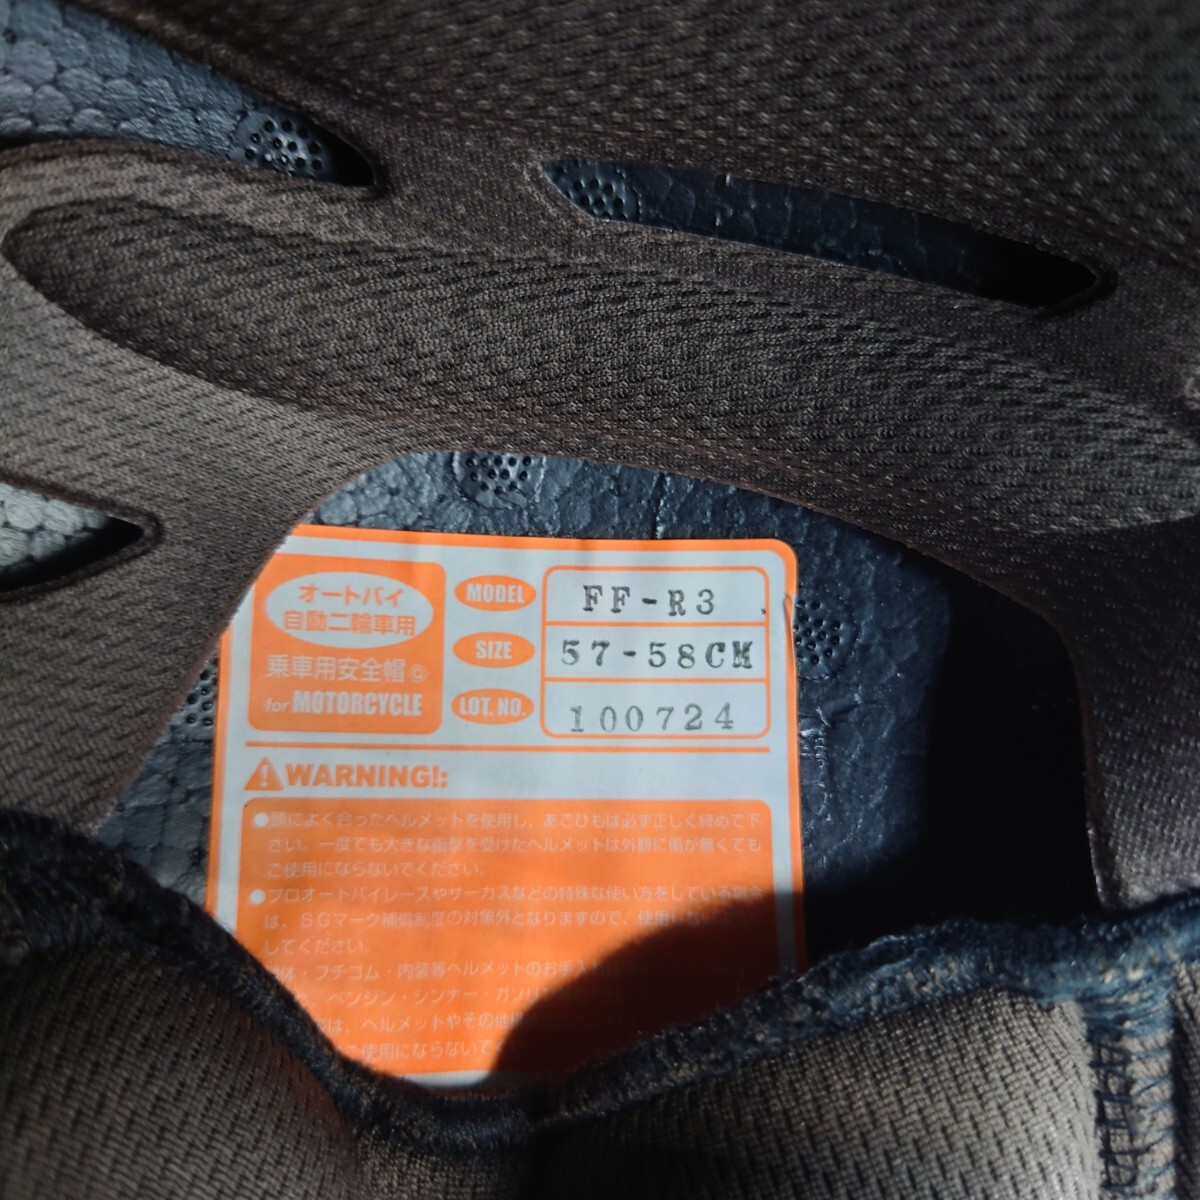 オートバイ
自動二輪車用
乗車用安全帽
for MOTORCYCLE
MODEL FF-R3
SIZE 57-58CM
LOT. NO. 100724
WARNING!:
●頭によく合ったヘルメットを使用し、あごひもは必ず正しく締めて下
さい。一度でも大きな衝撃を受けたヘルメットは外観に傷が無くても
ご使用にならないでください。
●プロオートバイレースやサーカスなどの特殊な使い方をしている場合
は、S.Gマーク補償制度の対象外となりますので、使用し
してください。
体・フチゴム・内装等ヘルメットのお手入
、ベンジン・シンナー・ガソリン
は、ヘルメットやその他
ご使用にならないで